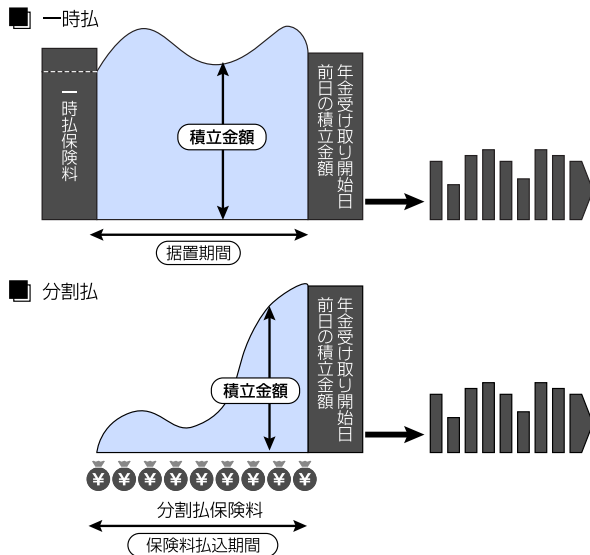 一時払
一時払保険料
積立金額
年金受け取り開始日
前日の積立金額
据置期間
分割払
積立金額
年金受け取り開始日
前日の積立金額
¥ ¥ ¥ ¥ ¥ ¥ ¥ ¥ ¥
分割払保険料
保険料払込期間